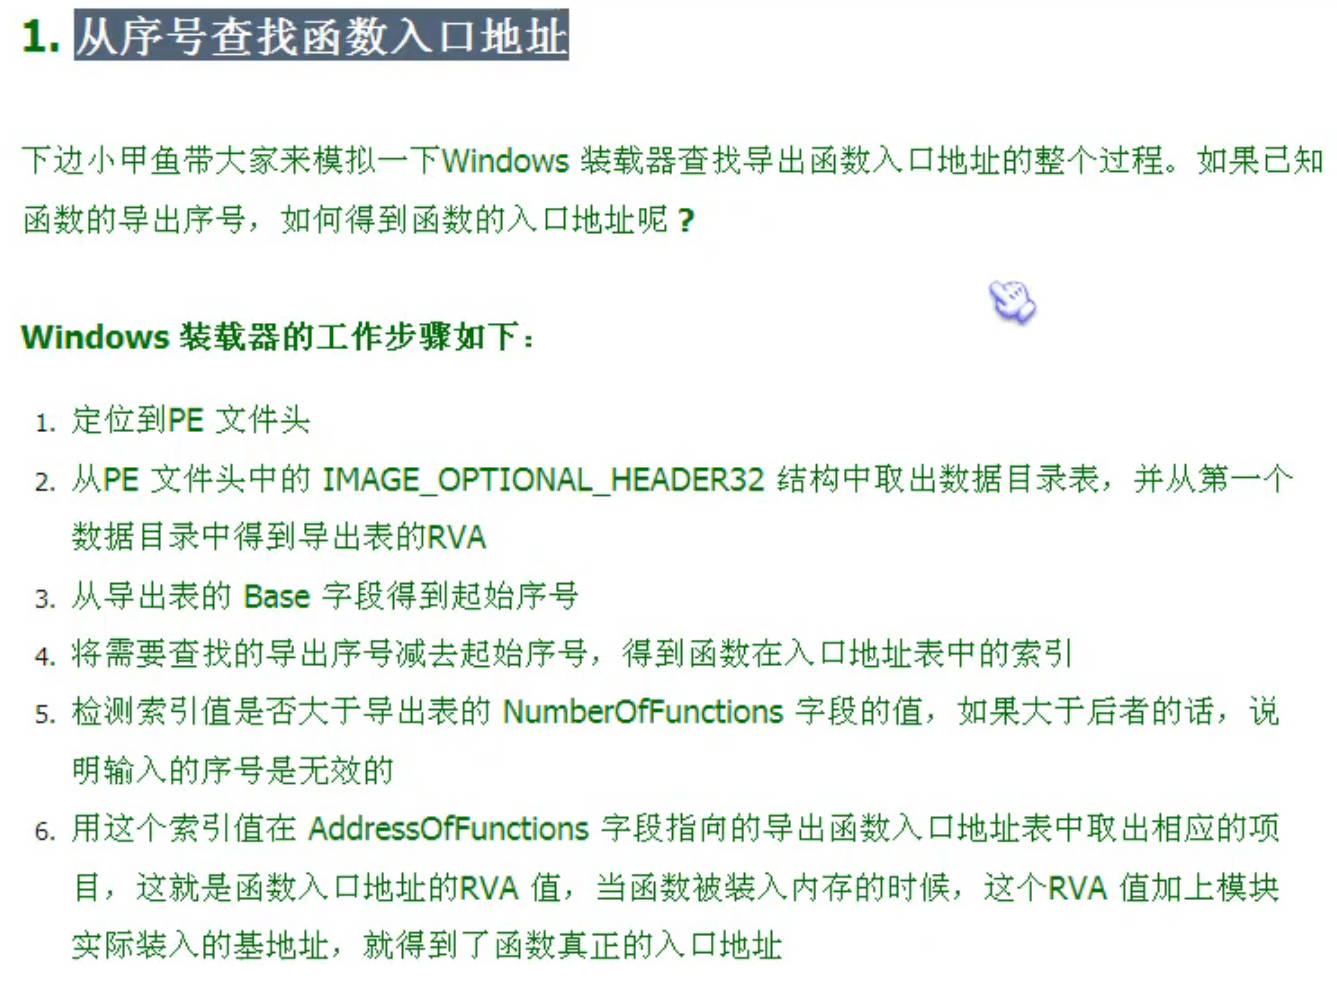 1. 从序号查找函数入口地址
下边小甲鱼带大家来模拟一下Windows 装载器查找导出函数入口地址的整个过程。如果已知
函数的导出序号，如何得到函数的入口地址呢？
Windows 装载器的工作步骤如下：
1. 定位到PE 文件头
2. 从PE 文件头中的 IMAGE_OPTIONAL_HEADER32 结构中取出数据目录表，并从第一个
数据目录中得到导出表的RVA
3. 从导出表的 Base 字段得到起始序号
4. 将需要查找的导出序号减去起始序号，得到函数在入口地址表中的索引
5. 检测索引值是否大于导出表的 NumberOfFunctions 字段的值，如果大于后者的话，说
明输入的序号是无效的
6. 用这个索引值在 AddressOfFunctions 字段指向的导出函数入口地址表中取出相应的项
目，这就是函数入口地址的RVA 值，当函数被装入内存的时候，这个RVA 值加上模块
实际装入的基地址，就得到了函数真正的入口地址